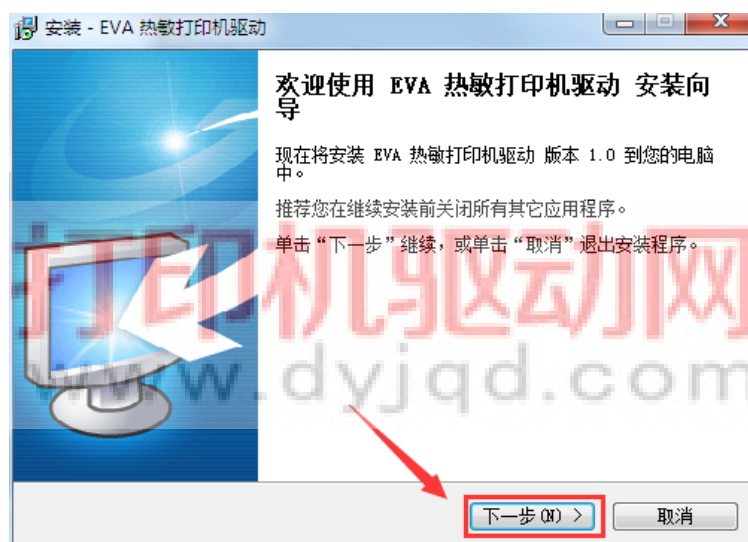 安装 - EVA 热敏打印机驱动
欢迎使用 EVA 热敏打印机驱动 安装向
导
现在将安装 EVA 热敏打印机驱动 版本 1.0 到您的电脑
中。
推荐您在继续安装前关闭所有其它应用程序。
单击“下一步”继续，或单击“取消”退出安装程序。
打印机驱动网
www.dyjqd.com
下一步(N) >
取消